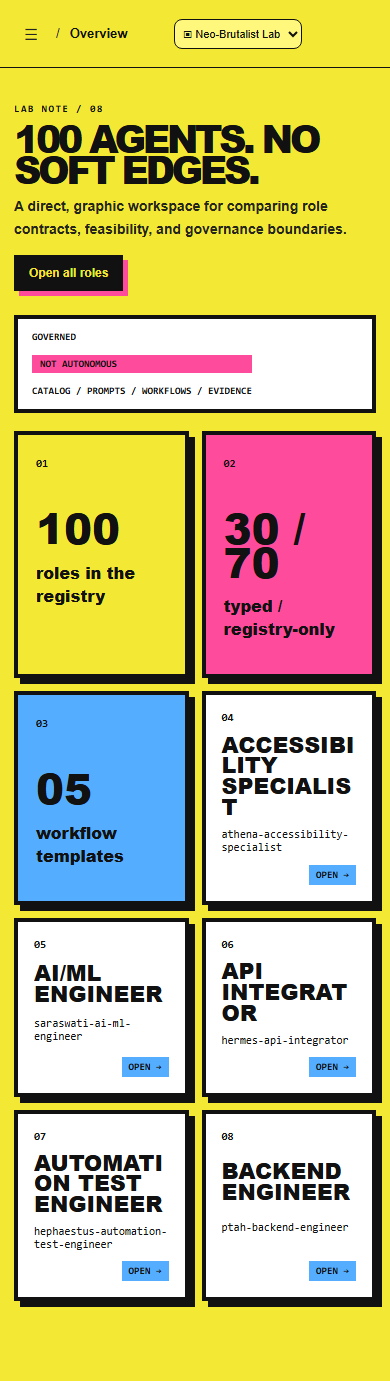 ☰ / Overview ▣ Neo-Brutalist Lab
LAB NOTE / 08
100 AGENTS. NO
SOFT EDGES.
A direct, graphic workspace for comparing role
contracts, feasibility, and governance boundaries.
Open all roles
GOVERNED
NOT AUTONOMOUS
CATALOG / PROMPTS / WORKFLOWS / EVIDENCE
01
100
roles in the
registry
02
30 /
70
typed /
registry-only
03
05
workflow
templates
04
ACCESSIBI
LITY
SPECIALIS
T
athena-accessibility-
specialist
OPEN →
05
AI/ML
ENGINEER
saraswati-ai-ml-
engineer
OPEN →
06
API
INTEGRAT
OR
hermes-api-integrator
OPEN →
07
AUTOMATI
ON TEST
ENGINEER
hephaestus-automation-
test-engineer
OPEN →
08
BACKEND
ENGINEER
ptah-backend-engineer
OPEN →